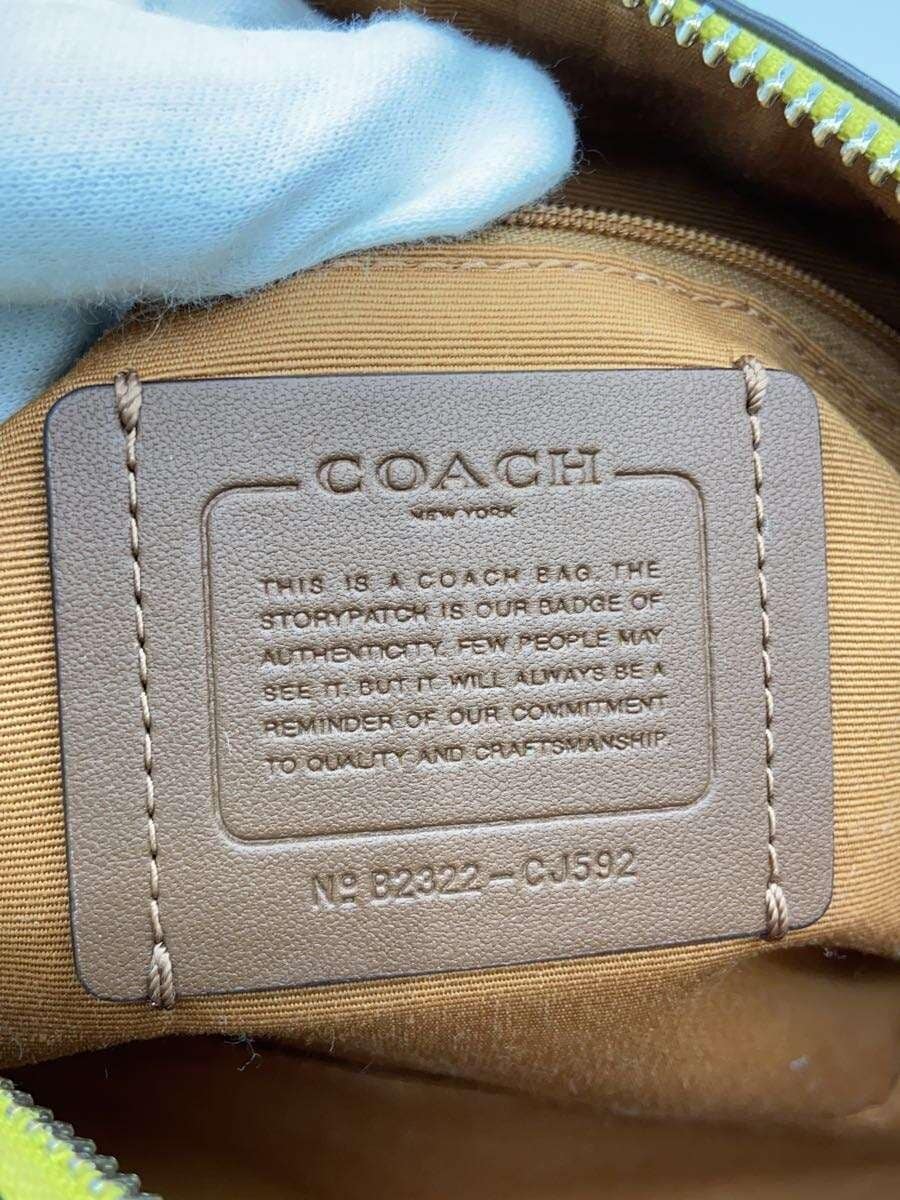 COACH
NEW YORK
THIS IS A COACH BAG. THE
STORYPATCH IS OUR BADGE OF
AUTHENTICITY. FEW PEOPLE MAY
SEE IT. BUT IT WILL ALWAYS BE A
REMINDER OF OUR COMMITMENT
TO QUALITY AND CRAFTSMANSHIP.
Nº B2322-CJ592